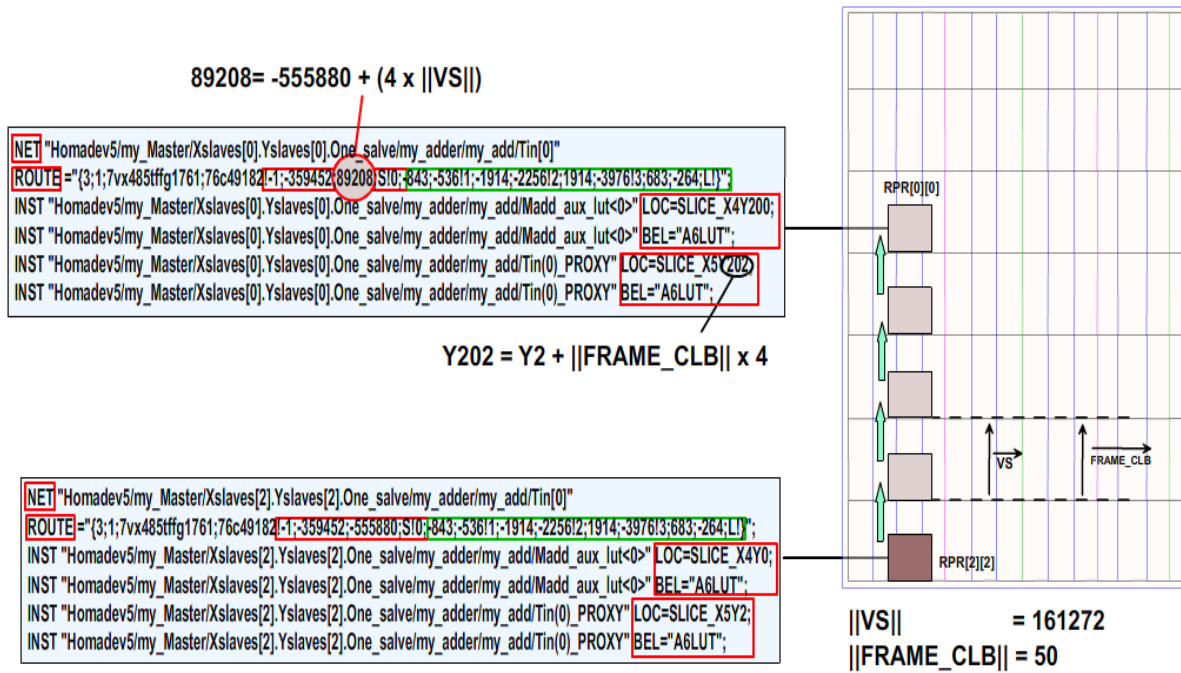 89208= -555880 + (4 x ||VS||)
NET "Homadev5/my_Master/Xslaves[0].Yslaves[0].One_salve/my_adder/my_add/Tin[0]"
ROUTE ="{3;1;7vx485tffg1761;76c49182!-1;-359452;89208;S!0;-843;-536!1;-1914;-2256!2;1914;-3976!3;683;-264;L!}";
INST "Homadev5/my_Master/Xslaves[0].Yslaves[0].One_salve/my_adder/my_add/Madd_aux_lut<0>" LOC=SLICE_X4Y200;
INST "Homadev5/my_Master/Xslaves[0].Yslaves[0].One_salve/my_adder/my_add/Madd_aux_lut<0>" BEL="A6LUT";
INST "Homadev5/my_Master/Xslaves[0].Yslaves[0].One_salve/my_adder/my_add/Tin(0)_PROXY" LOC=SLICE_X5Y202;
INST "Homadev5/my_Master/Xslaves[0].Yslaves[0].One_salve/my_adder/my_add/Tin(0)_PROXY" BEL="A6LUT";
Y202 = Y2 + ||FRAME_CLB|| x 4
NET "Homadev5/my_Master/Xslaves[2].Yslaves[2].One_salve/my_adder/my_add/Tin[0]"
ROUTE ="{3;1;7vx485tffg1761;76c49182!-1;-359452;-555880;S!0;-843;-536!1;-1914;-2256!2;1914;-3976!3;683;-264;L!}";
INST "Homadev5/my_Master/Xslaves[2].Yslaves[2].One_salve/my_adder/my_add/Madd_aux_lut<0>" LOC=SLICE_X4Y0;
INST "Homadev5/my_Master/Xslaves[2].Yslaves[2].One_salve/my_adder/my_add/Madd_aux_lut<0>" BEL="A6LUT";
INST "Homadev5/my_Master/Xslaves[2].Yslaves[2].One_salve/my_adder/my_add/Tin(0)_PROXY" LOC=SLICE_X5Y2;
INST "Homadev5/my_Master/Xslaves[2].Yslaves[2].One_salve/my_adder/my_add/Tin(0)_PROXY" BEL="A6LUT";
RPR[0][0]
VS
FRAME_CLB
RPR[2][2]
||VS|| = 161272
||FRAME_CLB|| = 50